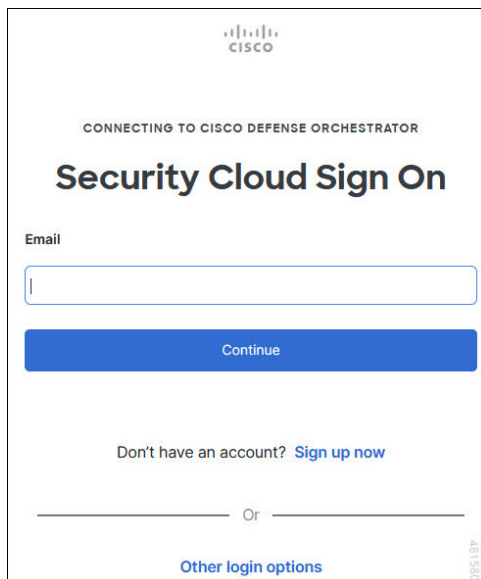 CISCO
CONNECTING TO CISCO DEFENSE ORCHESTRATOR
Security Cloud Sign On
Email
Continue
Don't have an account? Sign up now
Or
Other login options